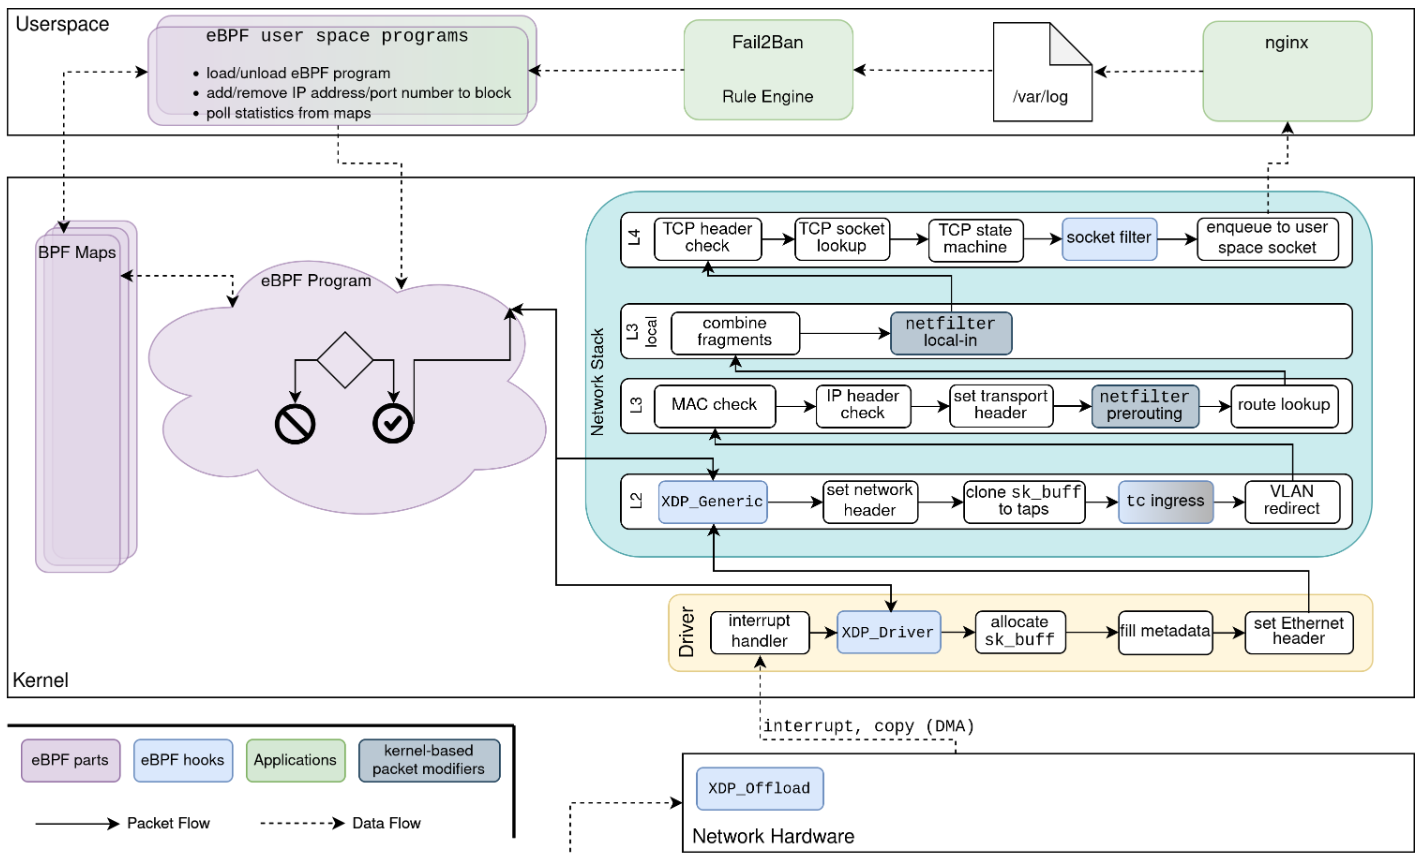 Userspace
eBPF user space programs
• load/unload eBPF program
• add/remove IP address/port number to block
• poll statistics from maps
Fail2Ban
Rule Engine
/var/log
nginx
Kernel
BPF Maps
eBPF Program
Network Stack
L4
TCP header
check
TCP socket
lookup
TCP state
machine
socket filter
enqueue to user
space socket
L3
local
combine
fragments
netfilter
local-in
L3
MAC check
IP header
check
set transport
header
netfilter
prerouting
route lookup
L2
XDP_Generic
set network
header
clone sk_buff
to taps
tc ingress
VLAN
redirect
Driver
interrupt
handler
XDP_Driver
allocate
sk_buff
fill metadata
set Ethernet
header
interrupt, copy (DMA)
XDP_Offload
Network Hardware
eBPF parts
eBPF hooks
Applications
kernel-based
packet modifiers
Packet Flow
Data Flow